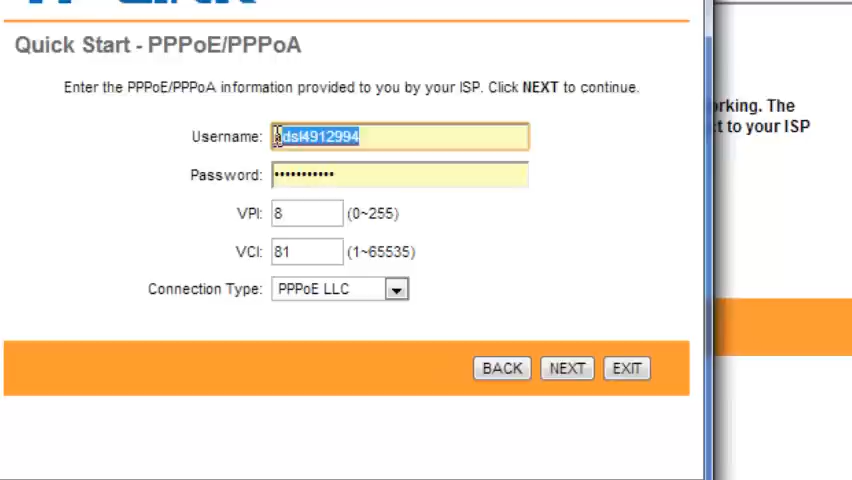 Quick Start - PPPoE/PPPoA
Enter the PPPoE/PPPoA information provided to you by your ISP. Click NEXT to continue.
Username: adsl4912994
Password: •••••••••••
VPI: 8 (0~255)
VCI: 81 (1~65535)
Connection Type: PPPoE LLC
BACK NEXT EXIT
orking. The
t to your ISP